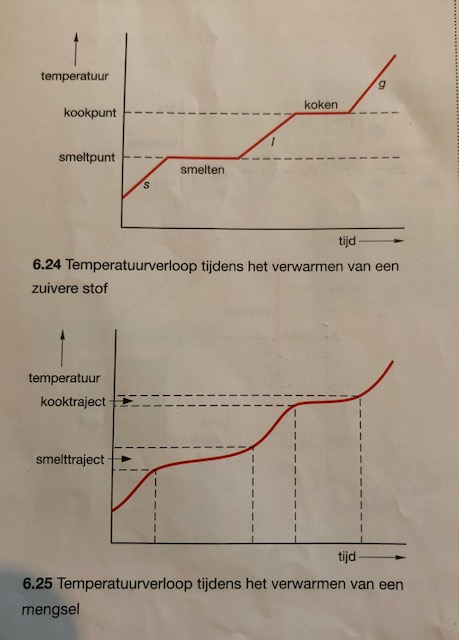 temperatuur
kookpunt
koken
g
l
smeltpunt
smelten
s
tijd
6.24 Temperatuurverloop tijdens het verwarmen van een
zuivere stof
temperatuur
kooktraject
smelttraject
tijd
6.25 Temperatuurverloop tijdens het verwarmen van een
mengsel